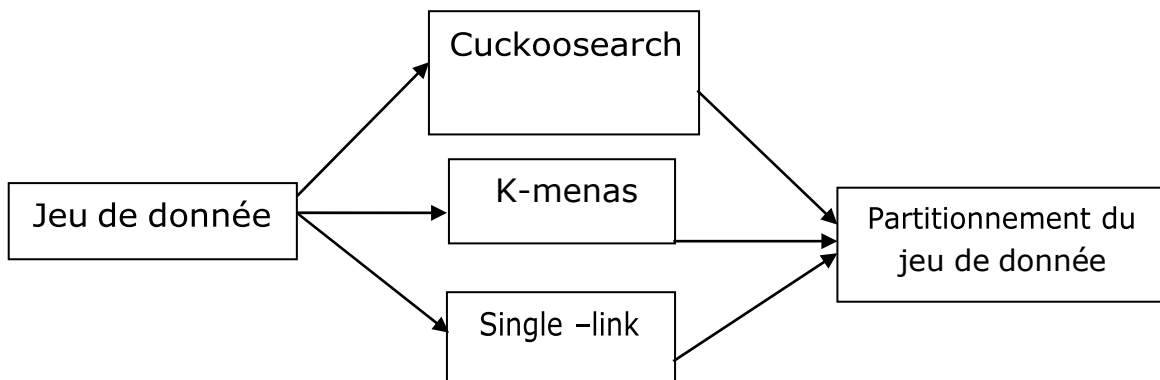 Cuckoosearch
K-menas
Jeu de donnée
Partitionnement du
jeu de donnée
Single –link